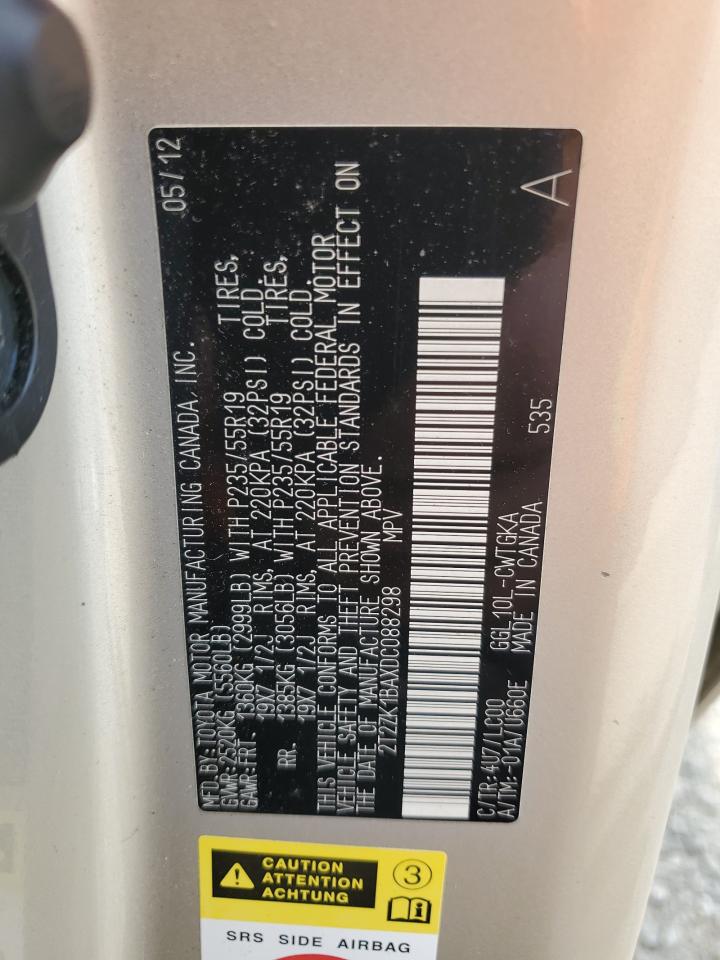 MFD. BY: TOYOTA MOTOR MANUFACTURING CANADA, INC. 05/12
GVWR: 2520KG (5560LB)
GAWR: FRT. 1360KG (2999LB) WITH P235/55R19 TIRES,
19X7 1/2J RIMS, AT 220KPA (32PSI) COLD.
RR. 1385KG (3056LB) WITH P235/55R19 TIRES,
19X7 1/2J RIMS, AT 220KPA (32PSI) COLD.
THIS VEHICLE CONFORMS TO ALL APPLICABLE FEDERAL MOTOR
VEHICLE SAFETY AND THEFT PREVENTION STANDARDS IN EFFECT ON
THE DATE OF MANUFACTURE SHOWN ABOVE.
2T2ZK1BAXDC088298 MPV
C/TR: 4U7/LC00 GGL10L-CWTGKA
A/TM: -01A/U660E MADE IN CANADA 535 A
CAUTION
ATTENTION
ACHTUNG
3
SRS SIDE AIRBAG